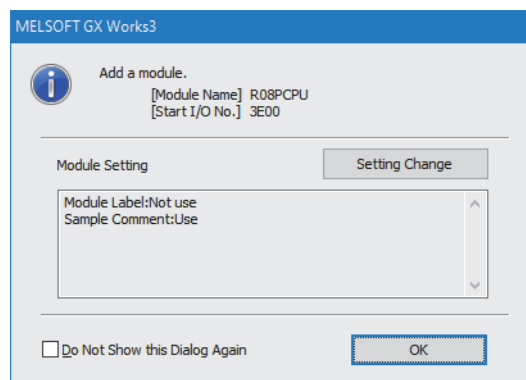 MELSOFT GX Works3
Add a module.
[Module Name] R08PCPU
[Start I/O No.] 3E00
Module Setting
Setting Change
Module Label:Not use
Sample Comment:Use
Do Not Show this Dialog Again
OK